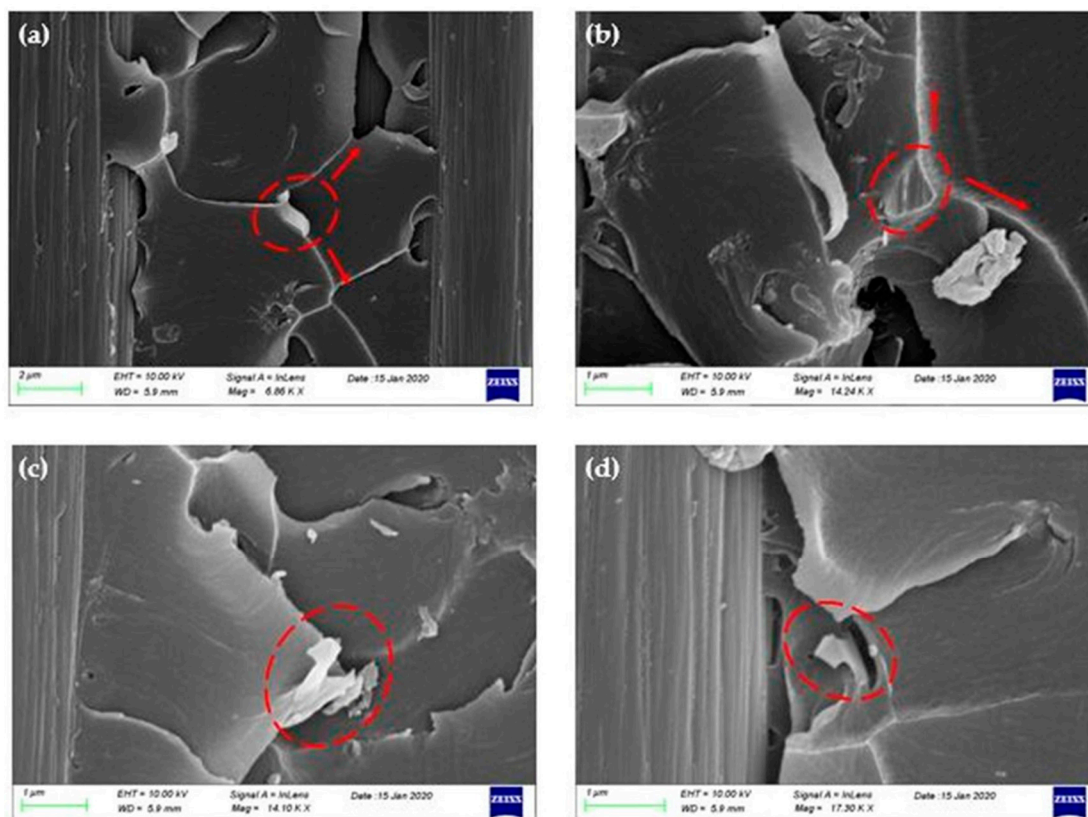 (a)
2 µm
EHT = 10.00 kV
WD = 5.9 mm
Signal A = InLens
Mag = 6.86 K X
Date :15 Jan 2020
ZEISS
(b)
1 µm
EHT = 10.00 kV
WD = 5.9 mm
Signal A = InLens
Mag = 14.24 K X
Date :15 Jan 2020
ZEISS
(c)
1 µm
EHT = 10.00 kV
WD = 5.9 mm
Signal A = InLens
Mag = 14.10 K X
Date :15 Jan 2020
ZEISS
(d)
1 µm
EHT = 10.00 kV
WD = 5.9 mm
Signal A = InLens
Mag = 17.30 K X
Date :15 Jan 2020
ZEISS